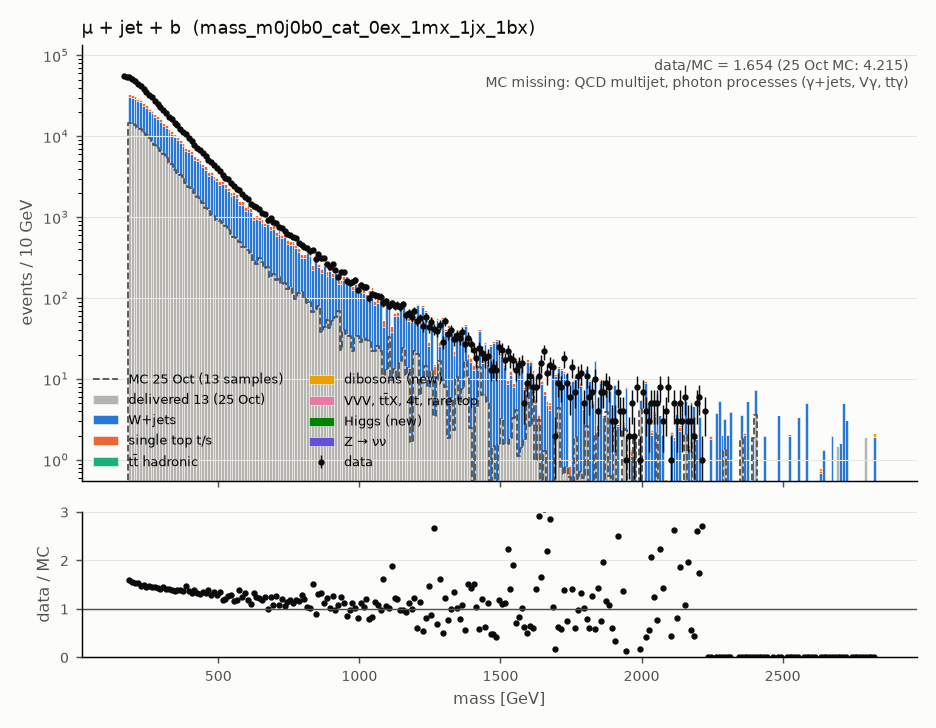 μ + jet + b (mass_m0j0b0_cat_0ex_1mx_1jx_1bx)
data/MC = 1.654 (25 Oct MC: 4.215)
MC missing: QCD multijet, photon processes (γ+jets, Vγ, ttγ)
events / 10 GeV
10⁵
10⁴
10³
10²
10¹
10⁰
MC 25 Oct (13 samples)
delivered 13 (25 Oct)
W+jets
single top t/s
tt̄ hadronic
dibosons (new)
VVV, tt̄X, 4t, rare top
Higgs (new)
Z → νν
data
data / MC
3
2
1
0
500 1000 1500 2000 2500
mass [GeV]